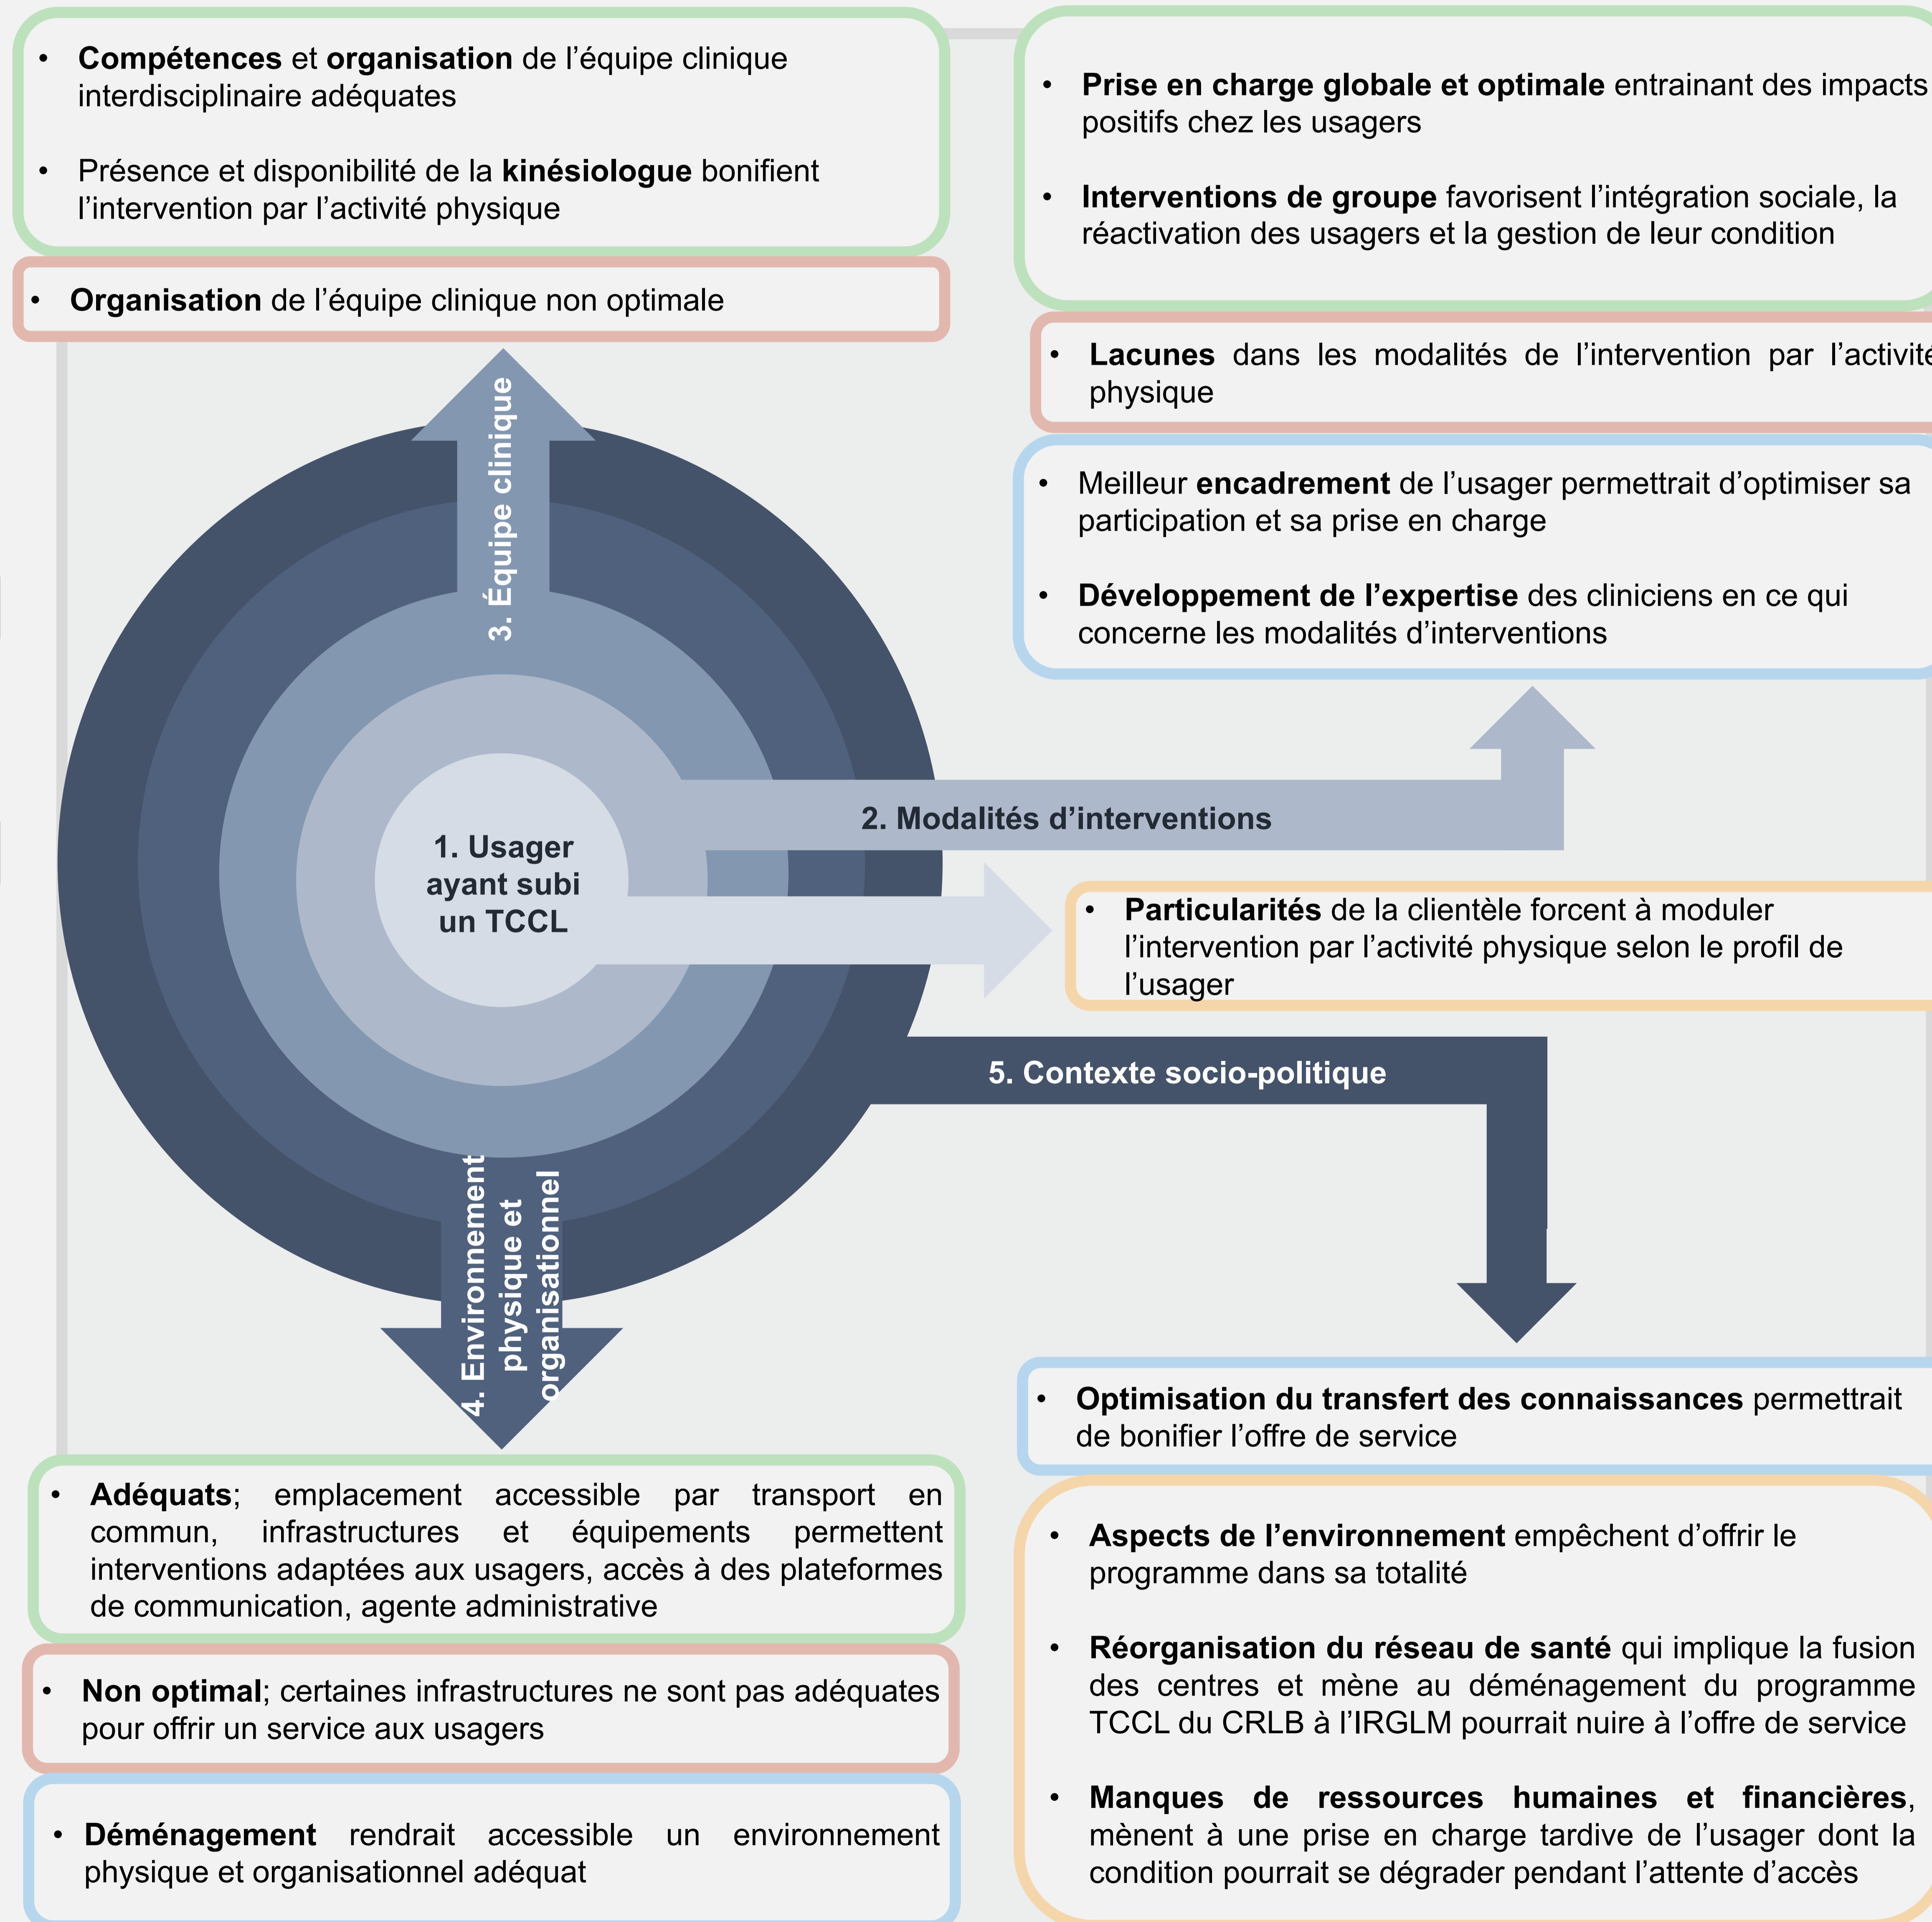 • Compétences et organisation de l’équipe clinique
interdisciplinaire adéquates
• Présence et disponibilité de la kinésiologue bonifient
l’intervention par l’activité physique
• Organisation de l’équipe clinique non optimale
• Prise en charge globale et optimale entrainant des impacts
positifs chez les usagers
• Interventions de groupe favorisent l’intégration sociale, la
réactivation des usagers et la gestion de leur condition
• Lacunes dans les modalités de l’intervention par l’activité
physique
• Meilleur encadrement de l’usager permettrait d’optimiser sa
participation et sa prise en charge
• Développement de l’expertise des cliniciens en ce qui
concerne les modalités d’interventions
3. Équipe clinique
2. Modalités d’interventions
1. Usager
ayant subi
un TCCL
• Particularités de la clientèle forcent à moduler
l’intervention par l’activité physique selon le profil de
l’usager
5. Contexte socio-politique
4. Environnement
physique et
organisationnel
• Adéquats; emplacement accessible par transport en
commun, infrastructures et équipements permettent
interventions adaptées aux usagers, accès à des plateformes
de communication, agente administrative
• Non optimal; certaines infrastructures ne sont pas adéquates
pour offrir un service aux usagers
• Déménagement rendrait accessible un environnement
physique et organisationnel adéquat
• Optimisation du transfert des connaissances permettrait
de bonifier l’offre de service
• Aspects de l’environnement empêchent d’offrir le
programme dans sa totalité
• Réorganisation du réseau de santé qui implique la fusion
des centres et mène au déménagement du programme
TCCL du CRLB à l’IRGLM pourrait nuire à l’offre de service
• Manques de ressources humaines et financières,
mènent à une prise en charge tardive de l’usager dont la
condition pourrait se dégrader pendant l’attente d’accès